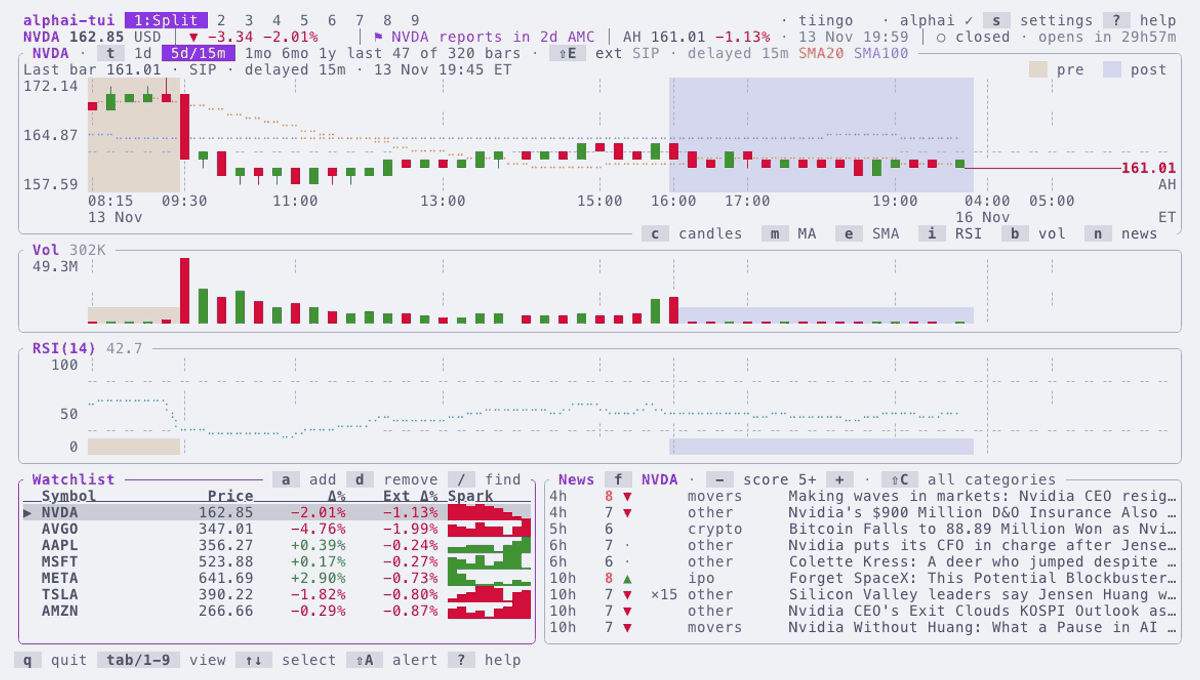 alphai-tui 1:Split 2 3 4 5 6 7 8 9 · tiingo · alphai ✓ s settings ? help
NVDA 162.85 USD │ ▼ -3.34 -2.01% │ ⚑ NVDA reports in 2d AMC │ AH 161.01 -1.13% · 13 Nov 19:59 │ ○ closed · opens in 29h57m
NVDA · t 1d 5d/15m 1mo 6mo 1y last 47 of 320 bars · ⇧E ext SIP · delayed 15m SMA20 SMA100
Last bar 161.01 · SIP · delayed 15m · 13 Nov 19:45 ET pre post
172.14
164.87
161.01
157.59 AH
08:15 09:30 11:00 13:00 15:00 16:00 17:00 19:00 04:00 05:00
13 Nov 16 Nov ET
c candles m MA e SMA i RSI b vol n news
Vol 302K
49.3M
RSI(14) 42.7
100
50
0
Watchlist a add d remove / find
Symbol Price Δ% Ext Δ% Spark
▶ NVDA 162.85 -2.01% -1.13%
AVGO 347.01 -4.76% -1.99%
AAPL 356.27 +0.39% -0.24%
MSFT 523.88 +0.17% -0.27%
META 641.69 +2.90% -0.73%
TSLA 390.22 -1.82% -0.80%
AMZN 266.66 -0.29% -0.87%
News f NVDA · − score 5+ + · ⇧C all categories
4h 8 ▼ movers Making waves in markets: Nvidia CEO resig…
4h 7 ▼ other Nvidia's $900 Million D&O Insurance Also …
5h 6 crypto Bitcoin Falls to 88.89 Million Won as Nvi…
6h 7 · other Nvidia puts its CFO in charge after Jense…
6h 6 · other Colette Kress: A deer who jumped despite …
10h 8 ▲ ipo Forget SpaceX: This Potential Blockbuster…
10h 7 ▼ ×15 other Silicon Valley leaders say Jensen Huang w…
10h 7 ▼ other Nvidia CEO's Exit Clouds KOSPI Outlook as…
10h 7 ▼ movers Nvidia Without Huang: What a Pause in AI …
q quit tab/1-9 view ↑↓ select ⇧A alert ? help